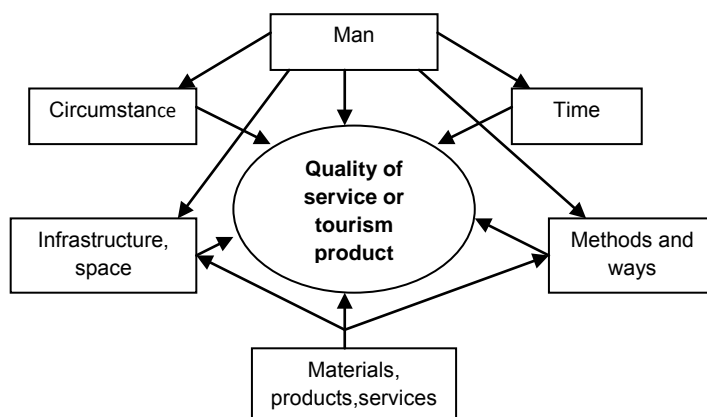 Man
Circumstance
Time
Quality of
service or
tourism
product
Infrastructure,
space
Methods and
ways
Materials,
products,services